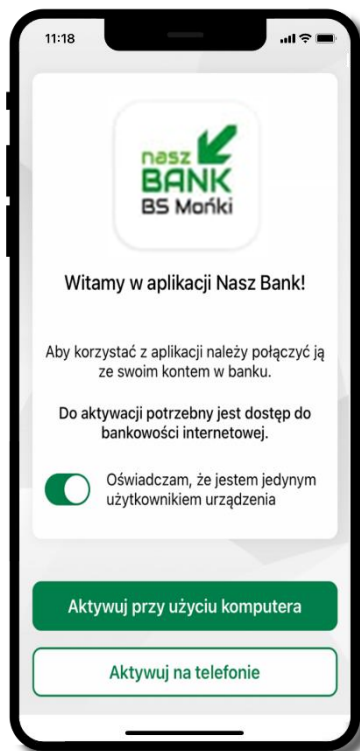 11:18
nasz
BANK
BS Mońki
Witamy w aplikacji Nasz Bank!
Aby korzystać z aplikacji należy połączyć ją
ze swoim kontem w banku.
Do aktywacji potrzebny jest dostęp do
bankowości internetowej.
Oświadczam, że jestem jedynym
użytkownikiem urządzenia
Aktywuj przy użyciu komputera
Aktywuj na telefonie